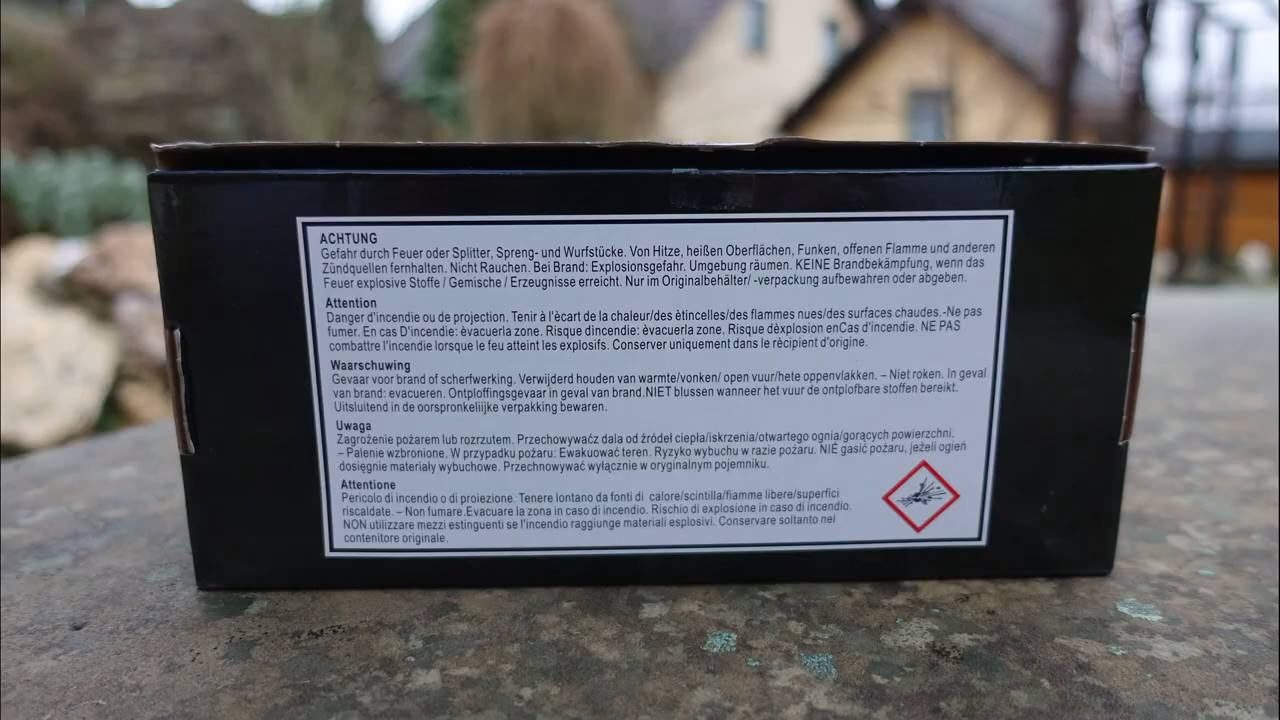 ACHTUNG
Gefahr durch Feuer oder Splitter, Spreng- und Wurfstücke. Von Hitze, heißen Oberflächen, Funken, offenen Flamme und anderen
Zündquellen fernhalten. Nicht Rauchen. Bei Brand: Explosionsgefahr. Umgebung räumen. KEINE Brandbekämpfung, wenn das
Feuer explosive Stoffe / Gemische / Erzeugnisse erreicht. Nur im Originalbehälter/ -verpackung aufbewahren oder abgeben.
Attention
Danger d'incendie ou de projection. Tenir à l'ècart de la chaleur/des ètincelles/des flammes nues/des surfaces chaudes.-Ne pas
fumer. En cas D'incendie: èvacuerla zone. Risque dìncendie: èvacuerla zone. Risque dèxplosion enCas d'incendie. NE PAS
combattre l'incendie lorsque le feu atteint les explosifs. Conserver uniquement dans le rècipient d'origine.
Waarschuwing
Gevaar voor brand of scherfwerking. Verwijderd houden van warmte/vonken/ open vuur/hete oppenvlakken. – Niet roken. In geval
van brand: evacueren. Ontploffingsgevaar in geval van brand.NIET blussen wanneer het vuur de ontplofbare stoffen bereikt.
Uitsluitend in de oorspronkeliijke verpakking bewaren.
Uwaga
Zagrożenie pożarem lub rozrzutem. Przechowywaćz dala od źródeł ciepła/iskrzenia/otwartego ognia/gorących powierzchni.
– Palenie wzbronione. W przypadku pożaru: Ewakuować teren. Ryzyko wybuchu w razie pożaru. NIE gasić pożaru, jeżeli ogień
dosięgnie materiały wybuchowe. Przechnowywać wyłącznie w oryginalnym pojemniku.
Attentione
Pericolo di incendio o di proiezione. Tenere lontano da fonti di calore/scintilla/fiamme libere/superfici
riscaldate. – Non fumare.Evacuare la zona in caso di incendio. Rischio di explosione in caso di incendio.
NON utilizzare mezzi estinguenti se l'incendio raggiunge materiali esplosivi. Conservare soltanto nel
contenitore originale.